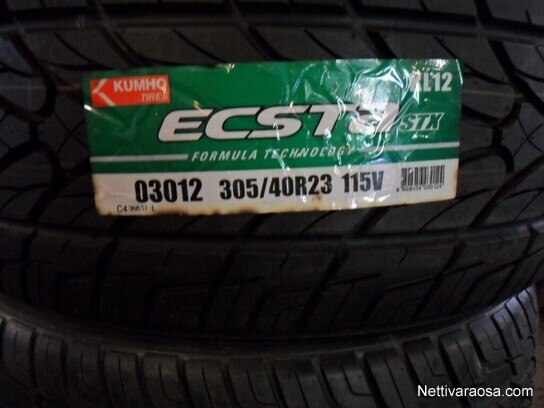 KUMHO
TIRES
KL12
ECSTA STX
FORMULA TECHNOLOGY
03012 305/40R23 115V
Nettivaraosa.com